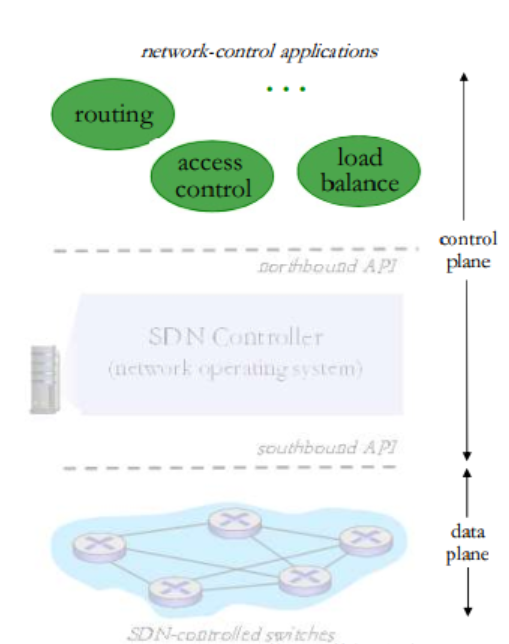 network-control applications
...
routing
access
control
load
balance
control
plane
northbound API
SDN Controller
(network operating system)
southbound API
data
plane
SDN-controlled switches